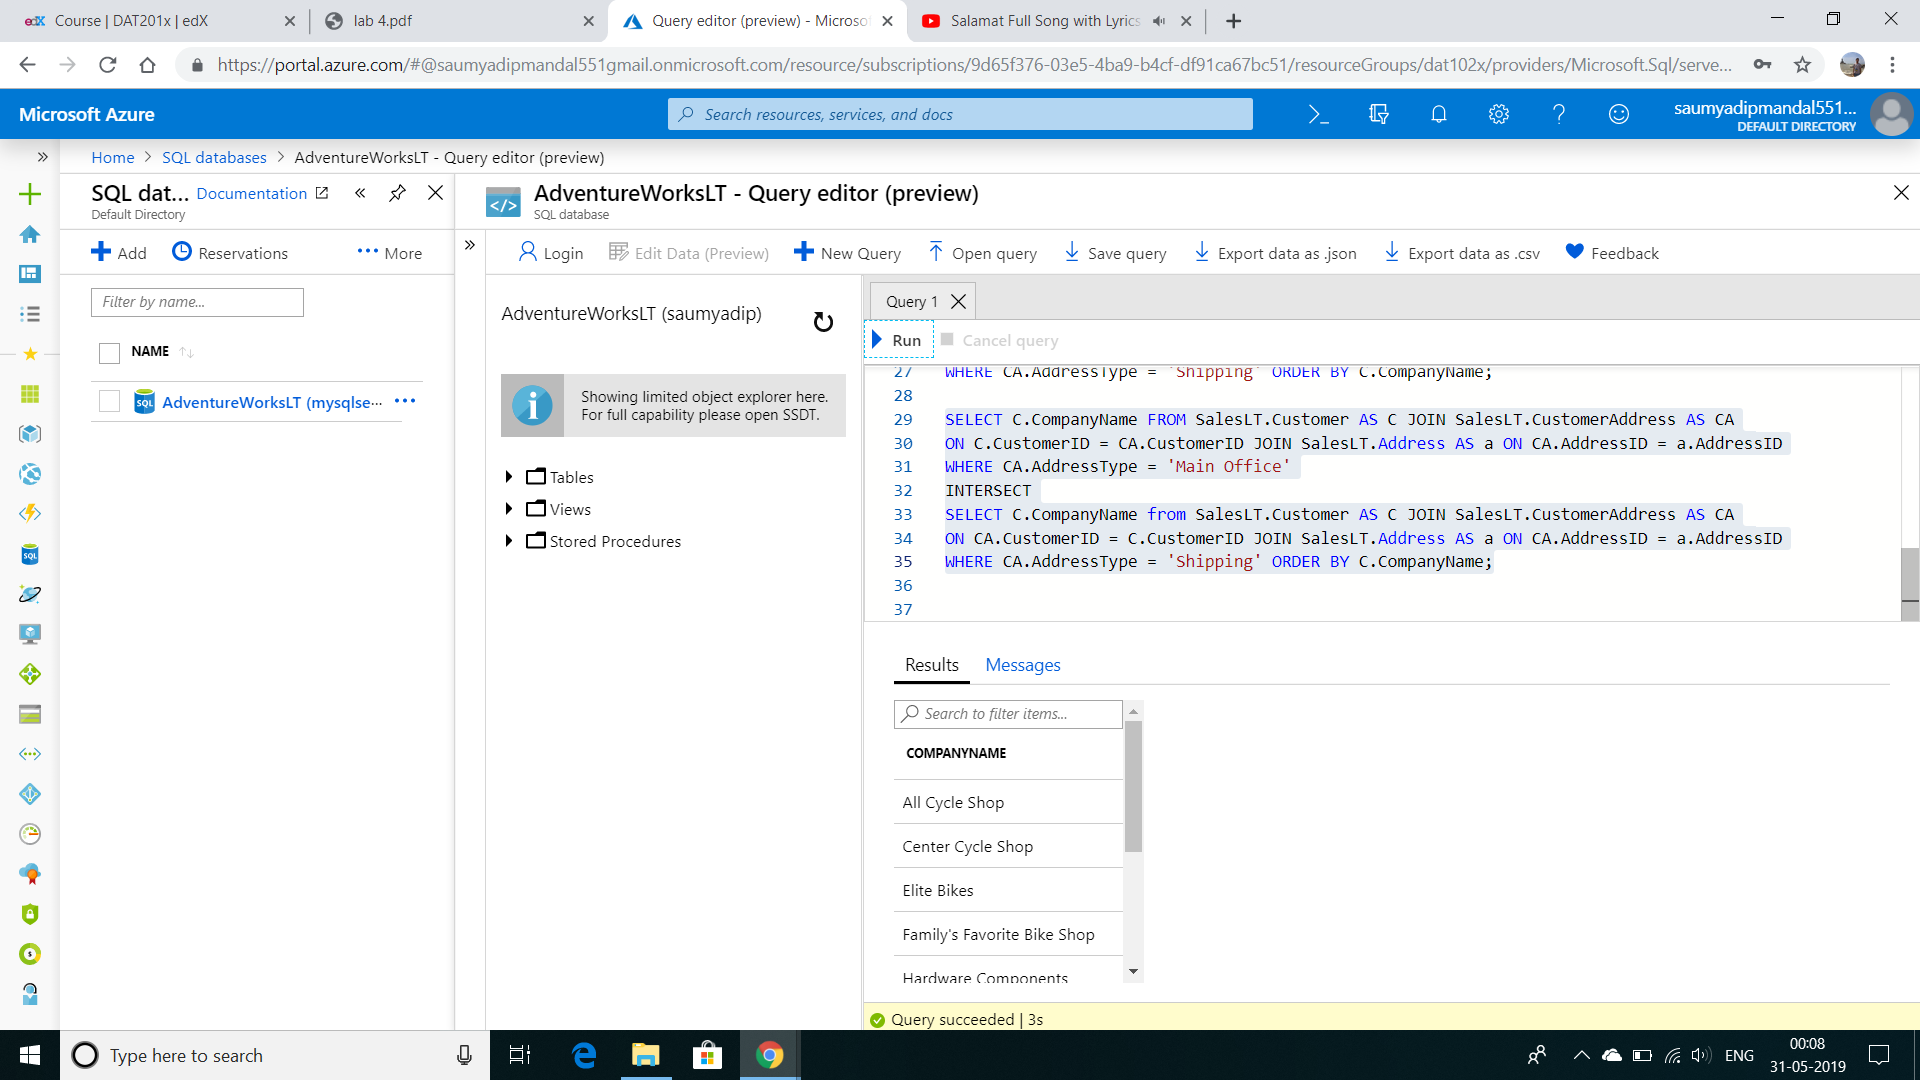 edX Course | DAT201x | edX
lab 4.pdf
Query editor (preview) - Microso
Salamat Full Song with Lyrics
https://portal.azure.com/#@saumyadipmandal551gmail.onmicrosoft.com/resource/subscriptions/9d65f376-03e5-4ba9-b4cf-df91ca67bc51/resourceGroups/dat102x/providers/Microsoft.Sql/serve...
Microsoft Azure
Search resources, services, and docs
saumyadipmandal551...
DEFAULT DIRECTORY
Home > SQL databases > AdventureWorksLT - Query editor (preview)
SQL dat... Documentation
Default Directory
AdventureWorksLT - Query editor (preview)
SQL database
Add
Reservations
More
Login
Edit Data (Preview)
New Query
Open query
Save query
Export data as .json
Export data as .csv
Feedback
Filter by name...
NAME
SQL AdventureWorksLT (mysqlse...
AdventureWorksLT (saumyadip)
Showing limited object explorer here.
For full capability please open SSDT.
Tables
Views
Stored Procedures
Query 1
Run
Cancel query
27 WHERE CA.AddressType = 'Shipping' ORDER BY C.CompanyName;
28
29 SELECT C.CompanyName FROM SalesLT.Customer AS C JOIN SalesLT.CustomerAddress AS CA
30 ON C.CustomerID = CA.CustomerID JOIN SalesLT.Address AS a ON CA.AddressID = a.AddressID
31 WHERE CA.AddressType = 'Main Office'
32 INTERSECT
33 SELECT C.CompanyName from SalesLT.Customer AS C JOIN SalesLT.CustomerAddress AS CA
34 ON CA.CustomerID = C.CustomerID JOIN SalesLT.Address AS a ON CA.AddressID = a.AddressID
35 WHERE CA.AddressType = 'Shipping' ORDER BY C.CompanyName;
36
37
Results
Messages
Search to filter items...
COMPANYNAME
All Cycle Shop
Center Cycle Shop
Elite Bikes
Family's Favorite Bike Shop
Hardware Components
Query succeeded | 3s
Type here to search
ENG
00:08
31-05-2019